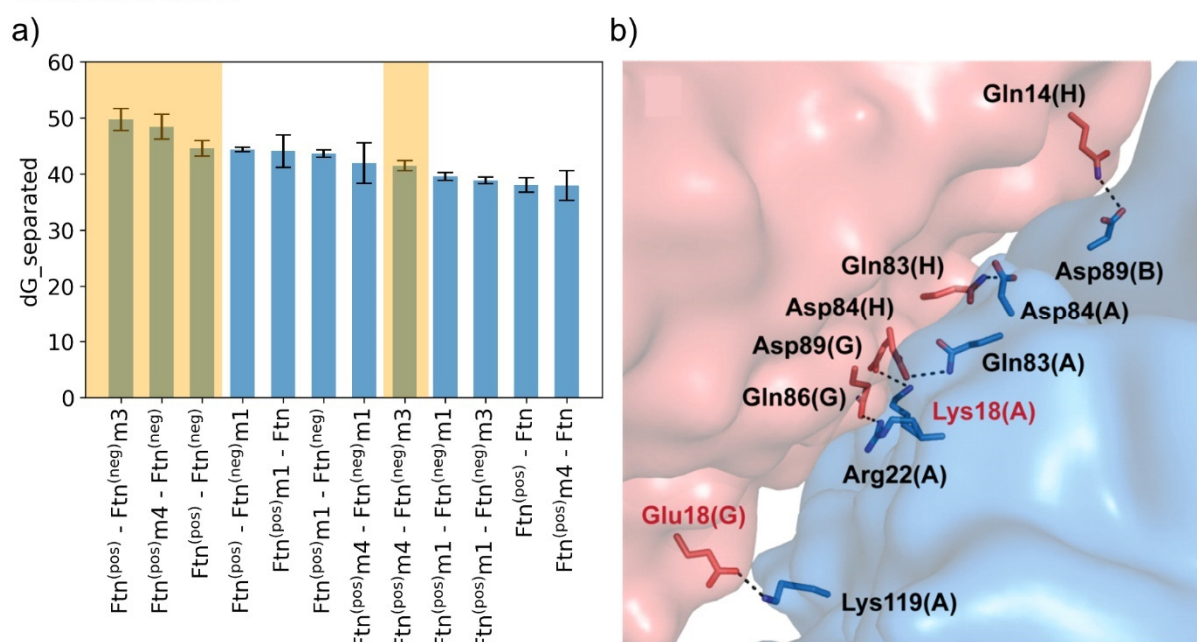 a)
60
50
40
30
20
10
0
dG_separated
Ftn(pos) - Ftn(neg)m3
Ftn(pos)m4 - Ftn(neg)
Ftn(pos) - Ftn(neg)
Ftn(pos) - Ftn(neg)m1
Ftn(pos)m1 - Ftn
Ftn(pos)m1 - Ftn(neg)
Ftn(pos)m4 - Ftn(neg)m1
Ftn(pos)m4 - Ftn(neg)m3
Ftn(pos)m1 - Ftn(neg)m1
Ftn(pos)m1 - Ftn(neg)m3
Ftn(pos) - Ftn
Ftn(pos)m4 - Ftn
b)
Gln14(H)
Asp89(B)
Gln83(H)
Asp84(A)
Asp84(H)
Asp89(G)
Gln83(A)
Gln86(G)
Lys18(A)
Arg22(A)
Glu18(G)
Lys119(A)